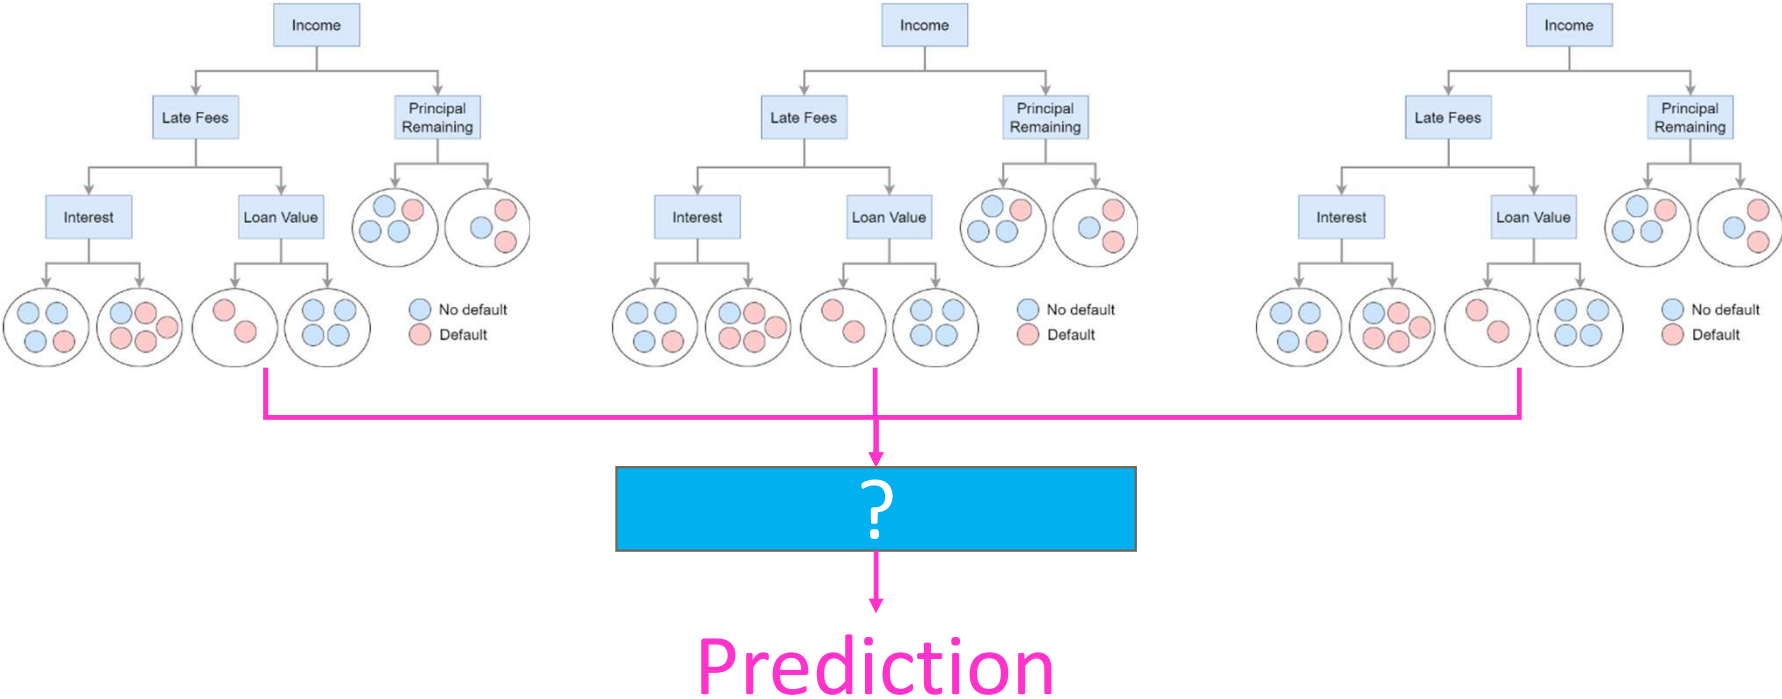 Income
Income
Income
Late Fees
Principal
Remaining
Late Fees
Principal
Remaining
Late Fees
Principal
Remaining
Interest
Loan Value
Interest
Loan Value
Interest
Loan Value
No default
Default
No default
Default
No default
Default
?
Prediction